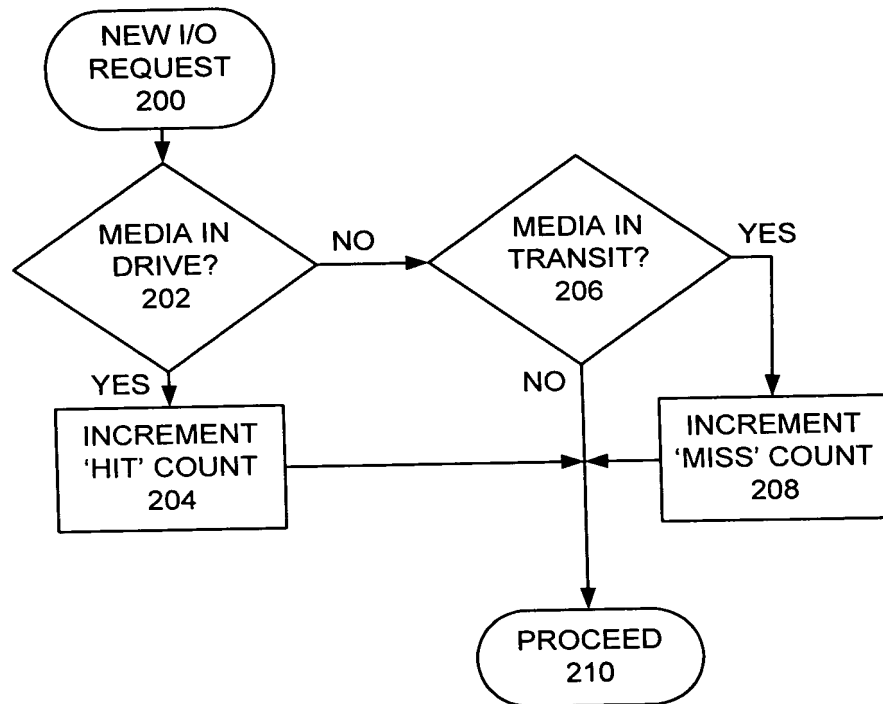 NEW I/O
REQUEST
200
MEDIA IN
DRIVE?
202
NO
MEDIA IN
TRANSIT?
206
YES
YES
NO
INCREMENT
‘HIT’ COUNT
204
INCREMENT
‘MISS’ COUNT
208
PROCEED
210